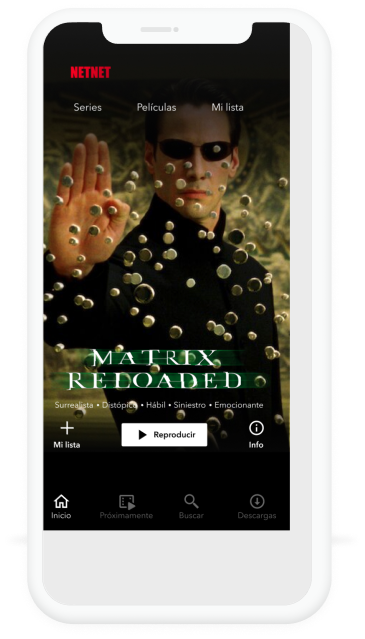 NETNET
Series Películas Mi lista
MATRIX
RELOADED
Surrealista • Distópico • Hábil • Siniestro • Emocionante
Mi lista Reproducir Info
Inicio Próximamente Buscar Descargas